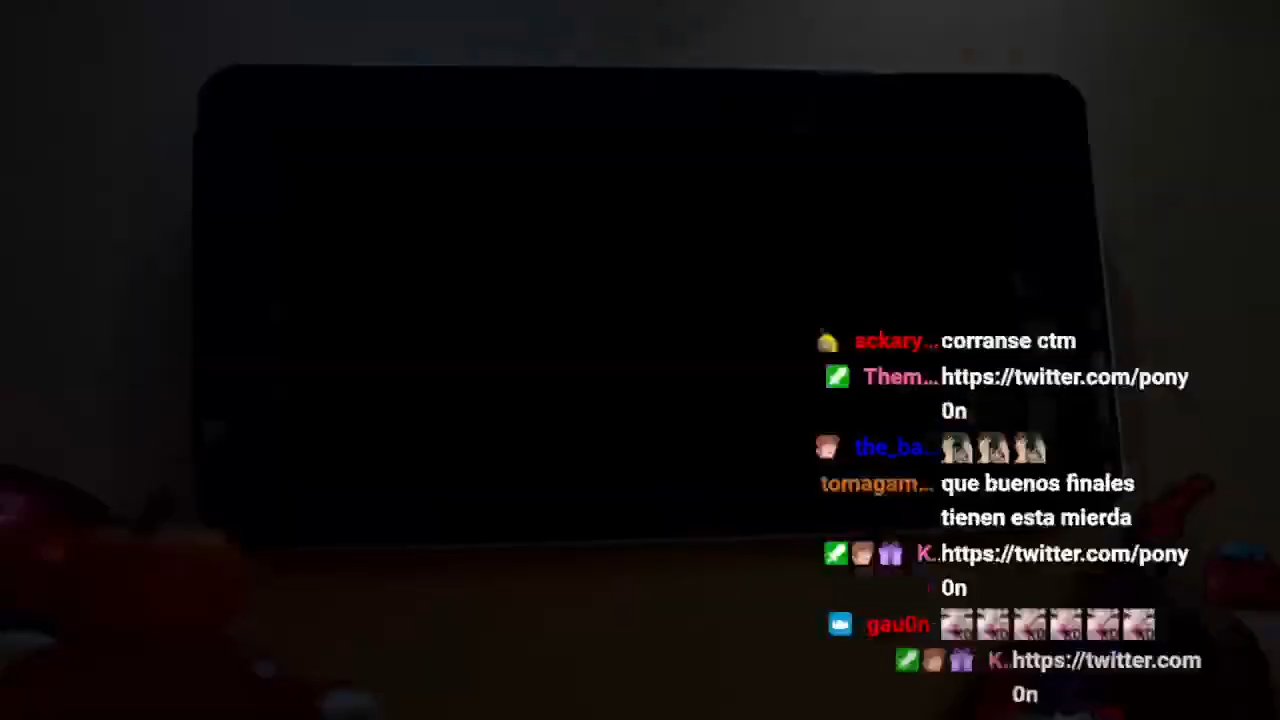 sckary... corranse ctm
Them... https://twitter.com/pony
0n
the_ba...
tomagam... que buenos finales
tienen esta mierda
K.. https://twitter.com/pony
0n
gau0n
K.. https://twitter.com
0n